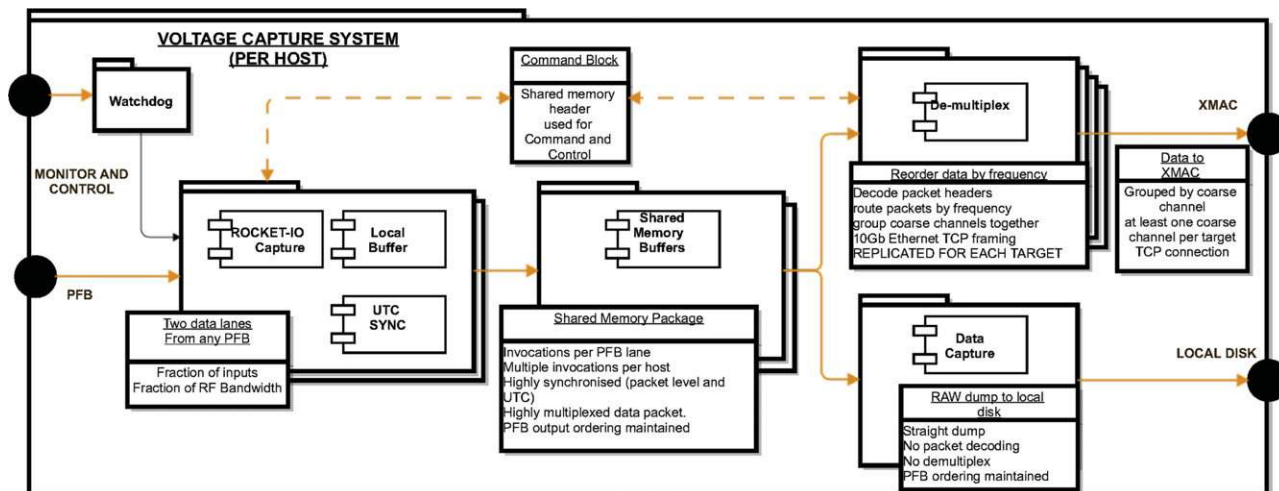 VOLTAGE CAPTURE SYSTEM
(PER HOST)
Watchdog
MONITOR AND
CONTROL
PFB
ROCKET-IO
Capture
Local
Buffer
UTC
SYNC
Two data lanes
From any PFB
Fraction of inputs
Fraction of RF Bandwidth
Command Block
Shared memory
header
used for
Command and
Control
Shared
Memory
Buffers
Shared Memory Package
Invocations per PFB lane
Multiple invocations per host
Highly synchronised (packet level and
UTC)
Highly multiplexed data packet.
PFB output ordering maintained
De-multiplex
Reorder data by frequency
Decode packet headers
route packets by frequency
group coarse channels together
10Gb Ethernet TCP framing
REPLICATED FOR EACH TARGET
XMAC
Data to
XMAC
Grouped by coarse
channel
at least one coarse
channel per target
TCP connection
Data
Capture
RAW dump to local
disk
Straight dump
No packet decoding
No demultiplex
PFB ordering maintained
LOCAL DISK